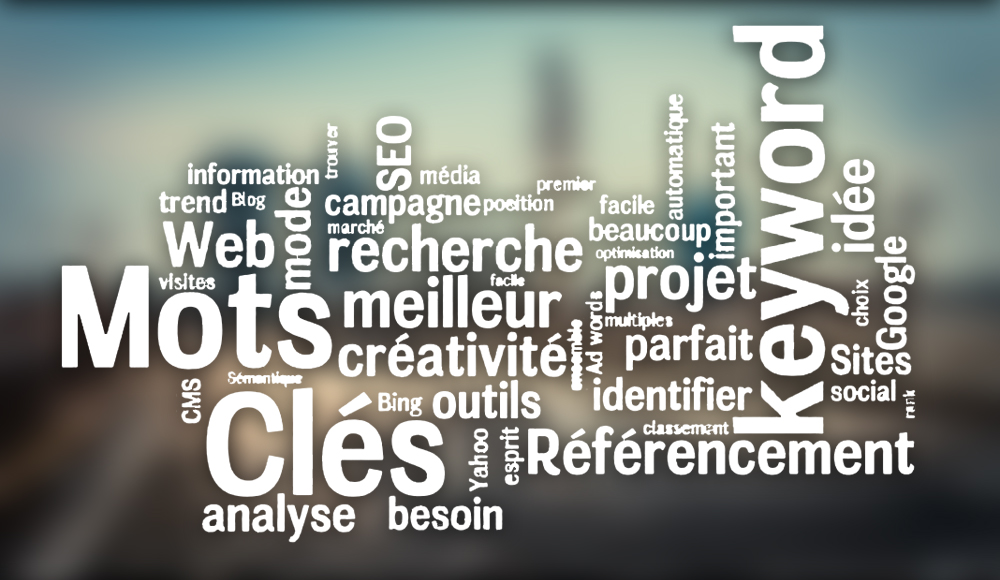 keyword
SEO
trouver
automatique
important
information
média
premier
trend
Blog
mode
campagne
position
facile
idée
Web
marché
recherche
beaucoup
optimisation
Google
visites
Mots
facile
meilleur
projet
choix
Ad words
multiples
ensemble
créativité
parfait
Sites
CMS
Sémantique
Clés
Bing
outils
identifier
social
rank
classement
Yahoo
esprit
Référencement
analyse
besoin